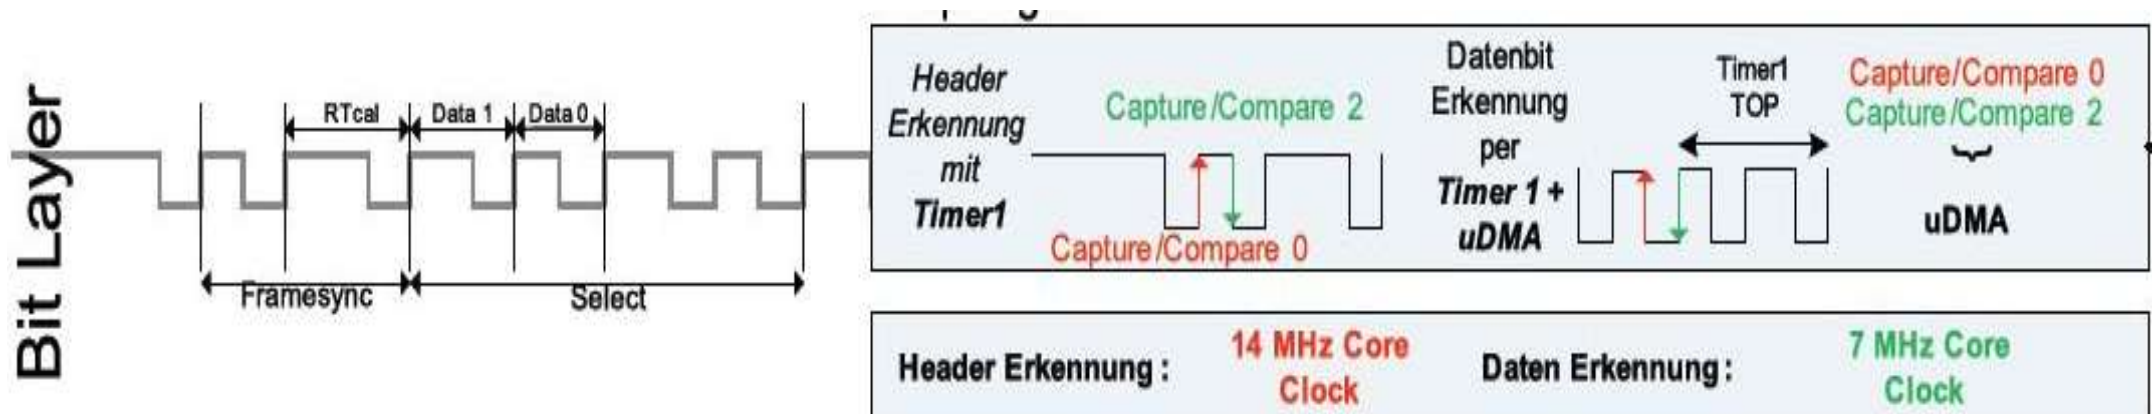 Bit Layer
RTcal
Data 1
Data 0
Framesync
Select
Header
Erkennung
mit
Timer1
Capture/Compare 2
Capture/Compare 0
Datenbit
Erkennung
per
Timer 1 +
uDMA
Timer1
TOP
Capture/Compare 0
Capture/Compare 2
uDMA
Header Erkennung :
14 MHz Core
Clock
Daten Erkennung :
7 MHz Core
Clock